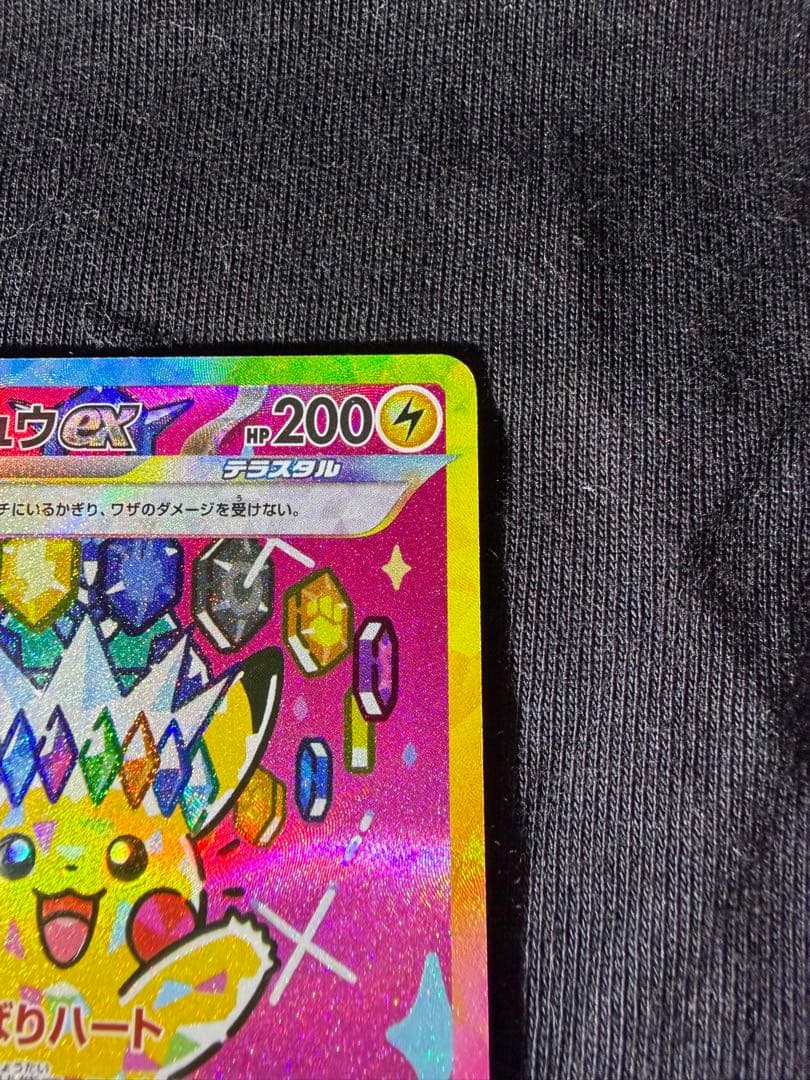 ュウex HP200
テラスタル
チにいるかぎり、ワザのダメージを受けない。
ばりハート